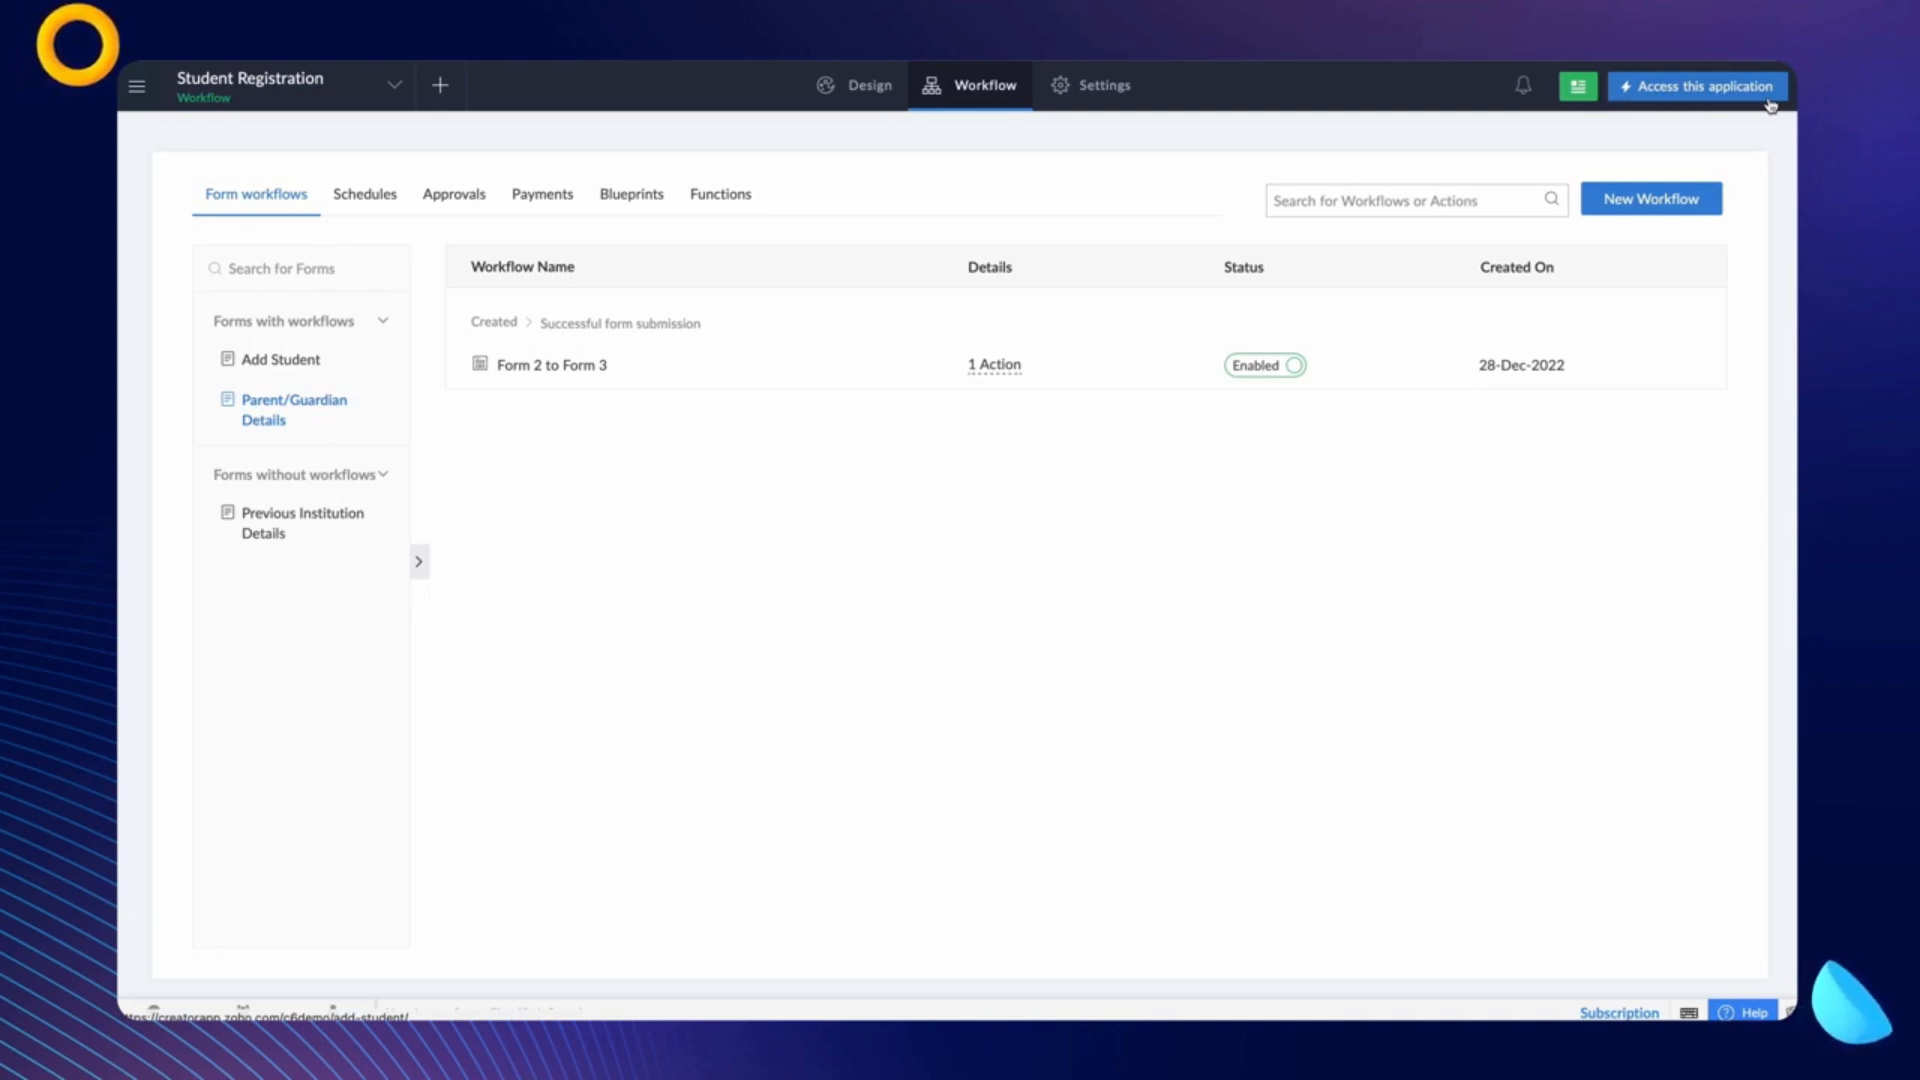 Student Registration
Workflow
Design
Workflow
Settings
Access this application
Form workflows
Schedules
Approvals
Payments
Blueprints
Functions
Search for Workflows or Actions
New Workflow
Search for Forms
Forms with workflows
Add Student
Parent/Guardian
Details
Forms without workflows
Previous Institution
Details
Workflow Name
Details
Status
Created On
Created > Successful form submission
Form 2 to Form 3
1 Action
Enabled
28-Dec-2022
ttps://creatorapp.zoho.com/c6demo/add-student/
Subscription
Help